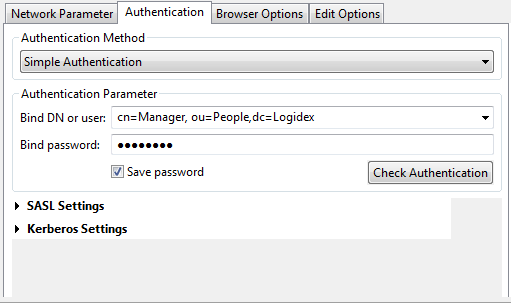 Network Parameter Authentication Browser Options Edit Options
Authentication Method
Simple Authentication
Authentication Parameter
Bind DN or user: cn=Manager, ou=People,dc=Logidex
Bind password: ●●●●●●●●
Save password Check Authentication
SASL Settings
Kerberos Settings